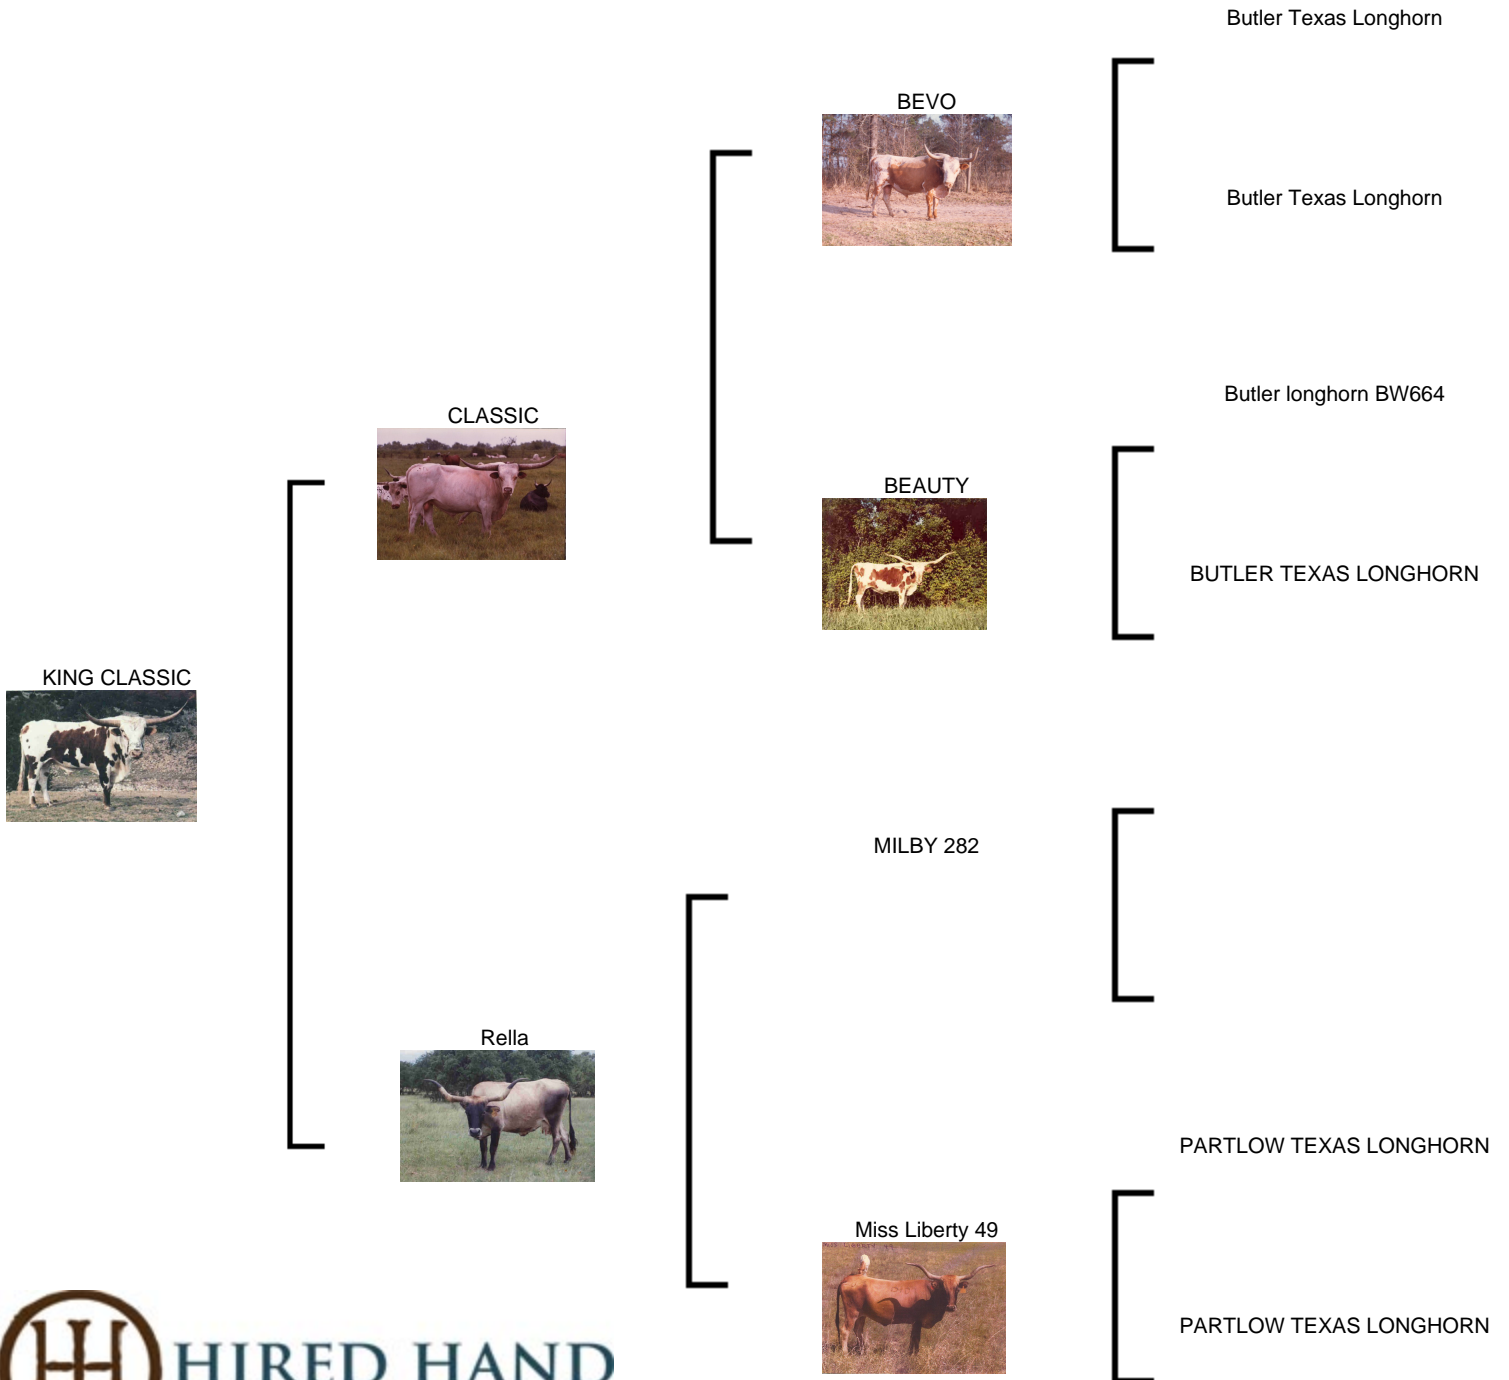 Butler Texas Longhorn
BEVO
Butler Texas Longhorn
Butler longhorn BW664
CLASSIC
BEAUTY
BUTLER TEXAS LONGHORN
KING CLASSIC
MILBY 282
Rella
PARTLOW TEXAS LONGHORN
Miss Liberty 49
PARTLOW TEXAS LONGHORN
HIRED HAND